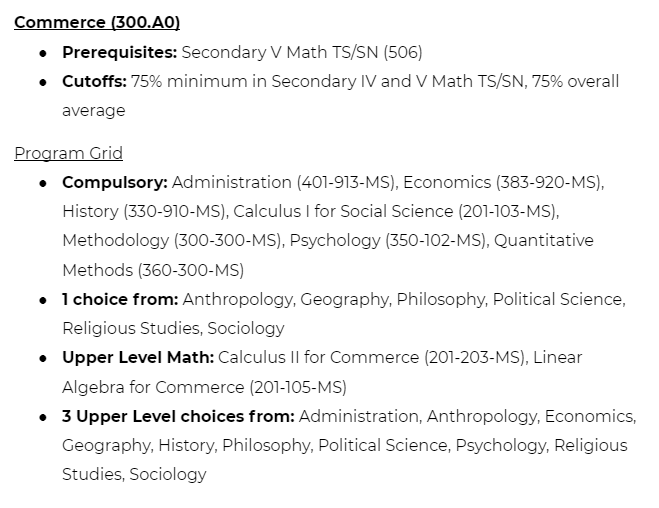 Commerce (300.A0)
• Prerequisites: Secondary V Math TS/SN (506)
• Cutoffs: 75% minimum in Secondary IV and V Math TS/SN, 75% overall
average
Program Grid
• Compulsory: Administration (401-913-MS), Economics (383-920-MS),
History (330-910-MS), Calculus I for Social Science (201-103-MS),
Methodology (300-300-MS), Psychology (350-102-MS), Quantitative
Methods (360-300-MS)
• 1 choice from: Anthropology, Geography, Philosophy, Political Science,
Religious Studies, Sociology
• Upper Level Math: Calculus II for Commerce (201-203-MS), Linear
Algebra for Commerce (201-105-MS)
• 3 Upper Level choices from: Administration, Anthropology, Economics,
Geography, History, Philosophy, Political Science, Psychology, Religious
Studies, Sociology